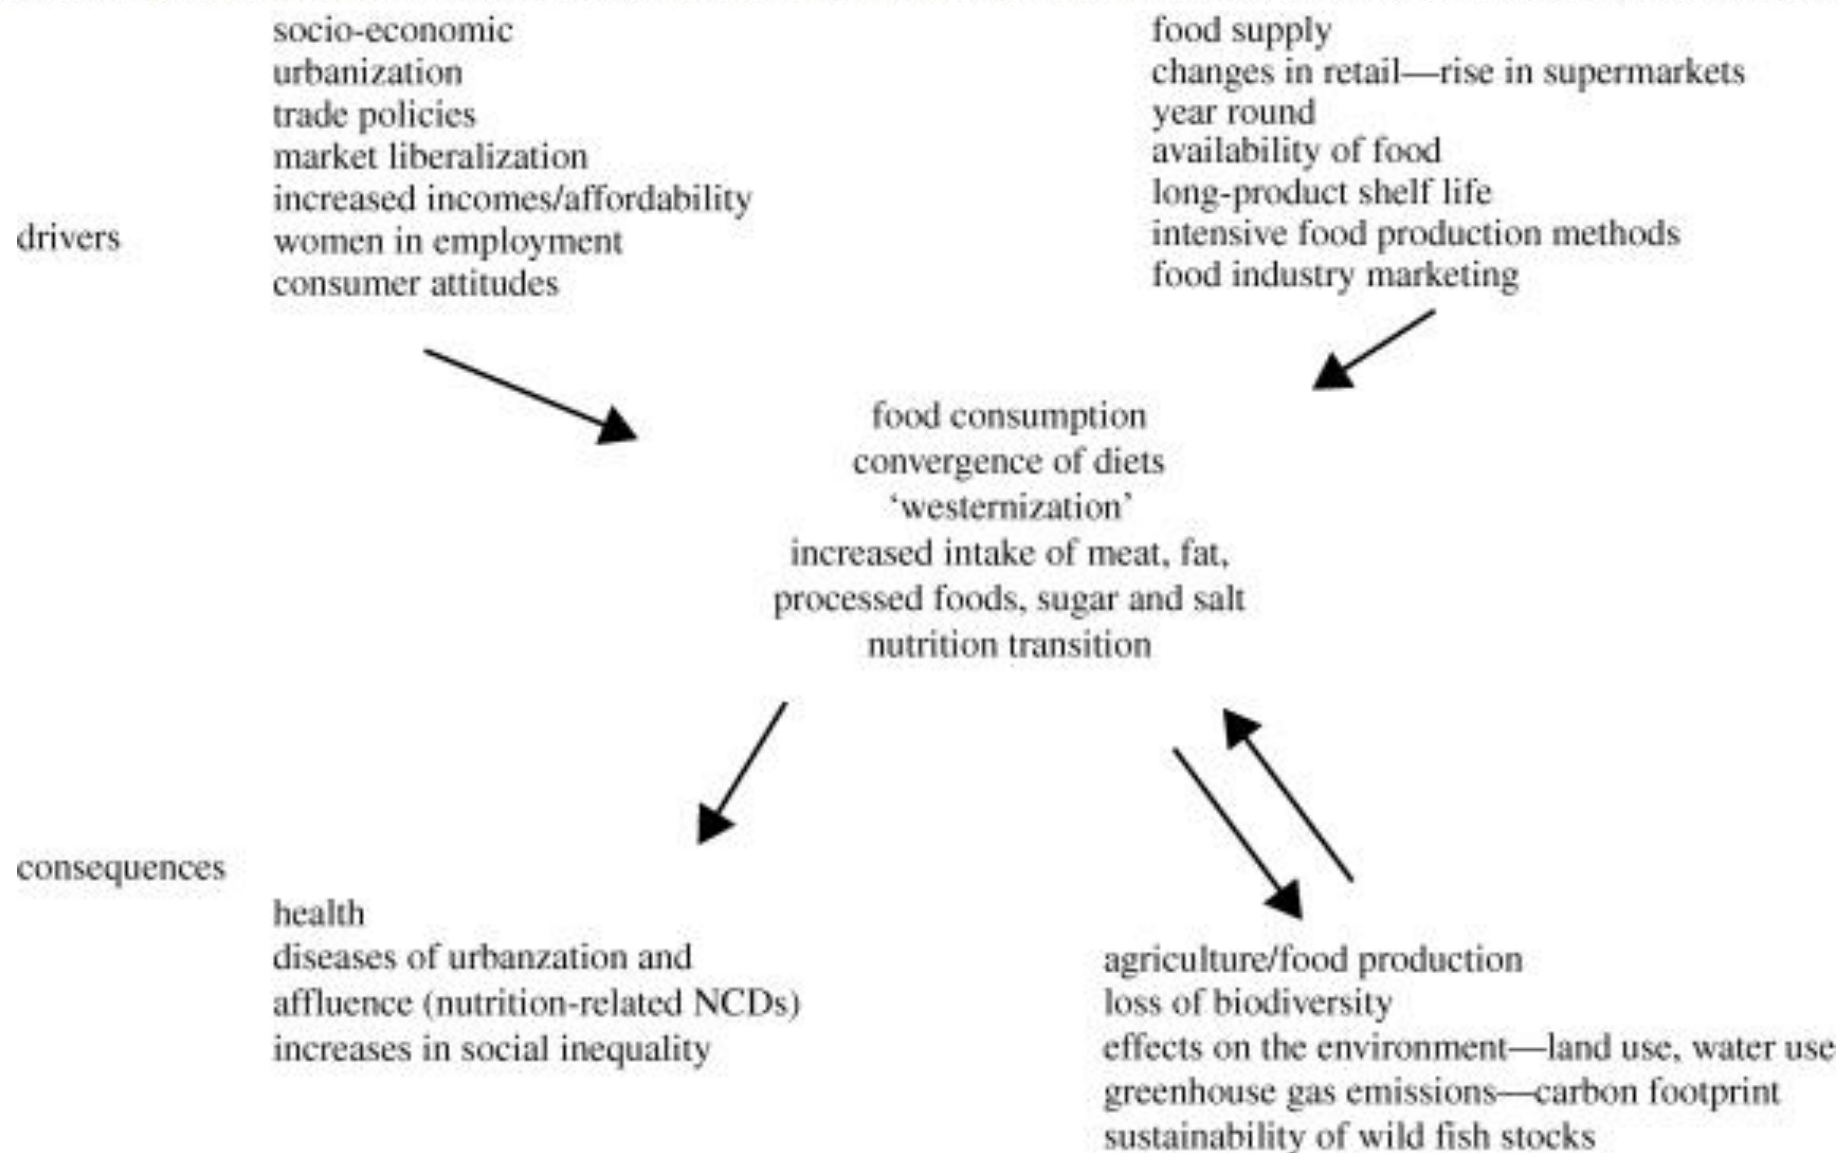 socio-economic
urbanization
trade policies
market liberalization
increased incomes/affordability
drivers
women in employment
consumer attitudes
food supply
changes in retail—rise in supermarkets
year round
availability of food
long-product shelf life
intensive food production methods
food industry marketing
food consumption
convergence of diets
‘westernization’
increased intake of meat, fat,
processed foods, sugar and salt
nutrition transition
consequences
health
diseases of urbanzation and
affluence (nutrition-related NCDs)
increases in social inequality
agriculture/food production
loss of biodiversity
effects on the environment—land use, water use
greenhouse gas emissions—carbon footprint
sustainability of wild fish stocks